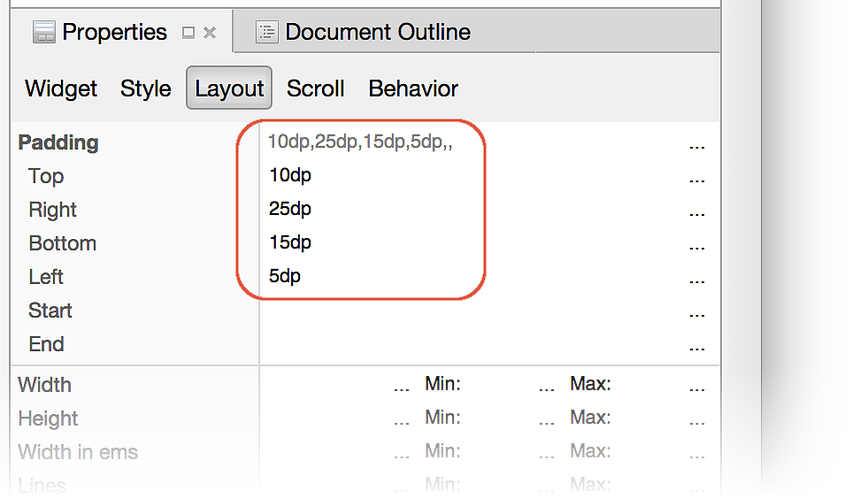 Properties Document Outline
Widget Style Layout Scroll Behavior
Padding 10dp,25dp,15dp,5dp,, ...
Top 10dp ...
Right 25dp ...
Bottom 15dp ...
Left 5dp ...
Start ...
End ...
Width ... Min: ... Max: ...
Height ... Min: ... Max: ...
Width in ems ... Min: ... Max: ...
Lines ... Min: ... Max: ...